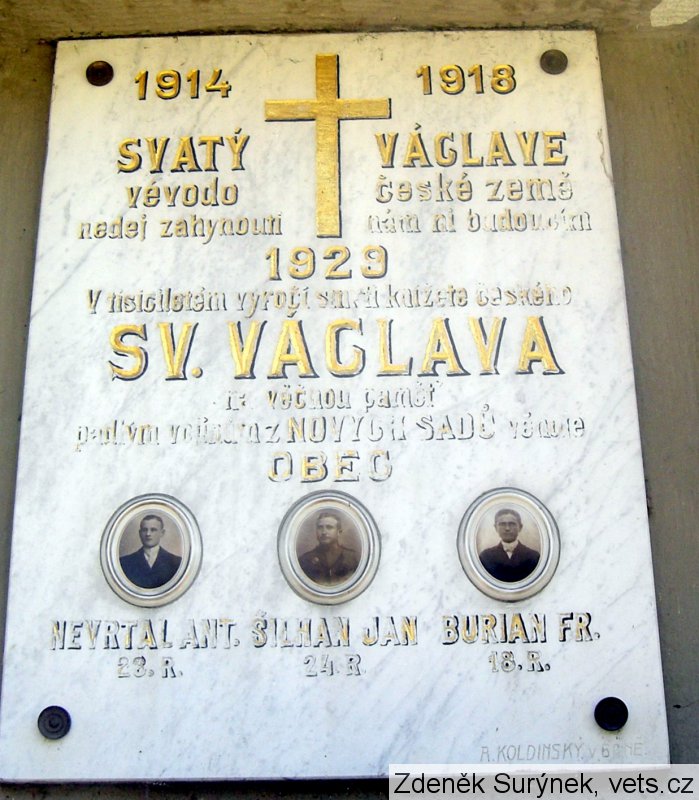 1914 1918
SVATÝ VÁCLAVE
vévodo české země
nedej zahynouti nám ni budoucím
1929
V tisíciletém výročí smrti knížete českého
SV. VÁCLAVA
na věčnou paměť
padlým vojínům z NOVÝCH SADŮ věnuje
OBEC
NEVRTAL ANT. ŠILHAN JAN BURIAN FR.
23. R. 24. R. 18. R.
R. KOLDINSKÝ v
Zdeněk Surýnek, vets.cz